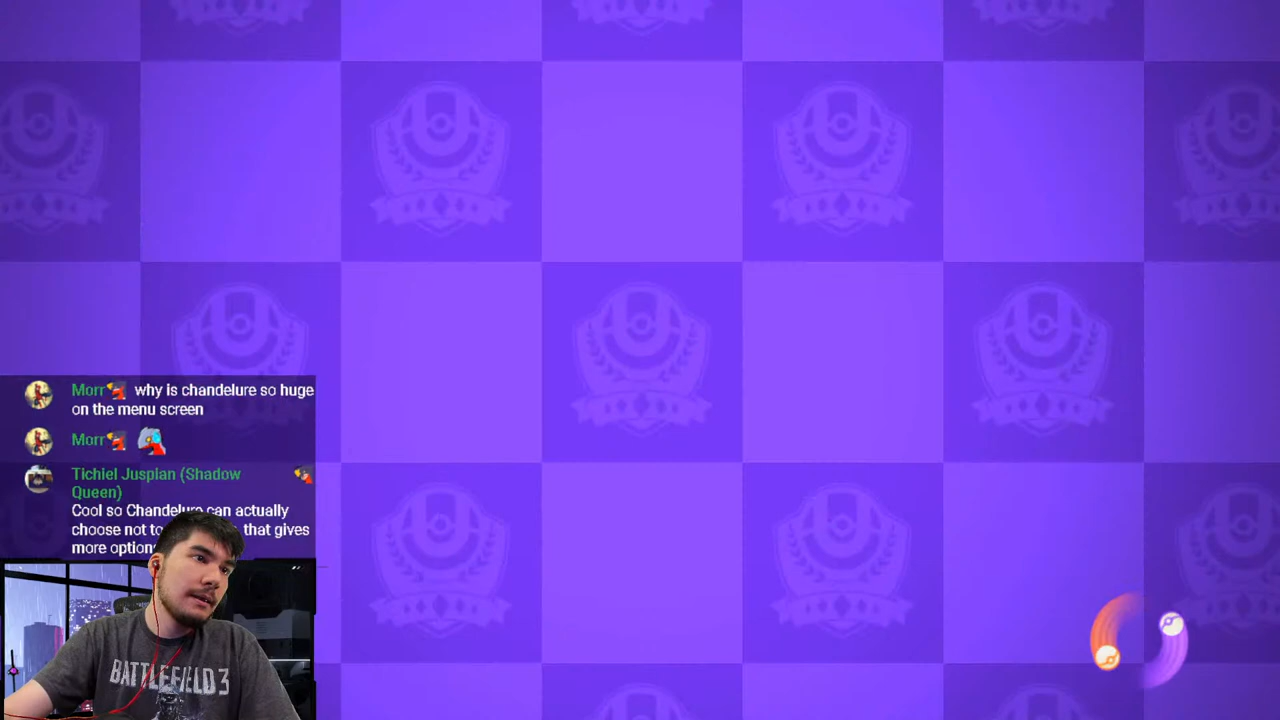 Morr why is chandelure so huge
on the menu screen
Morr
Tichiel Juspian (Shadow
Queen)
Cool so Chandelure can actually
choose not to that gives
more option
BATTLEFIELD 3